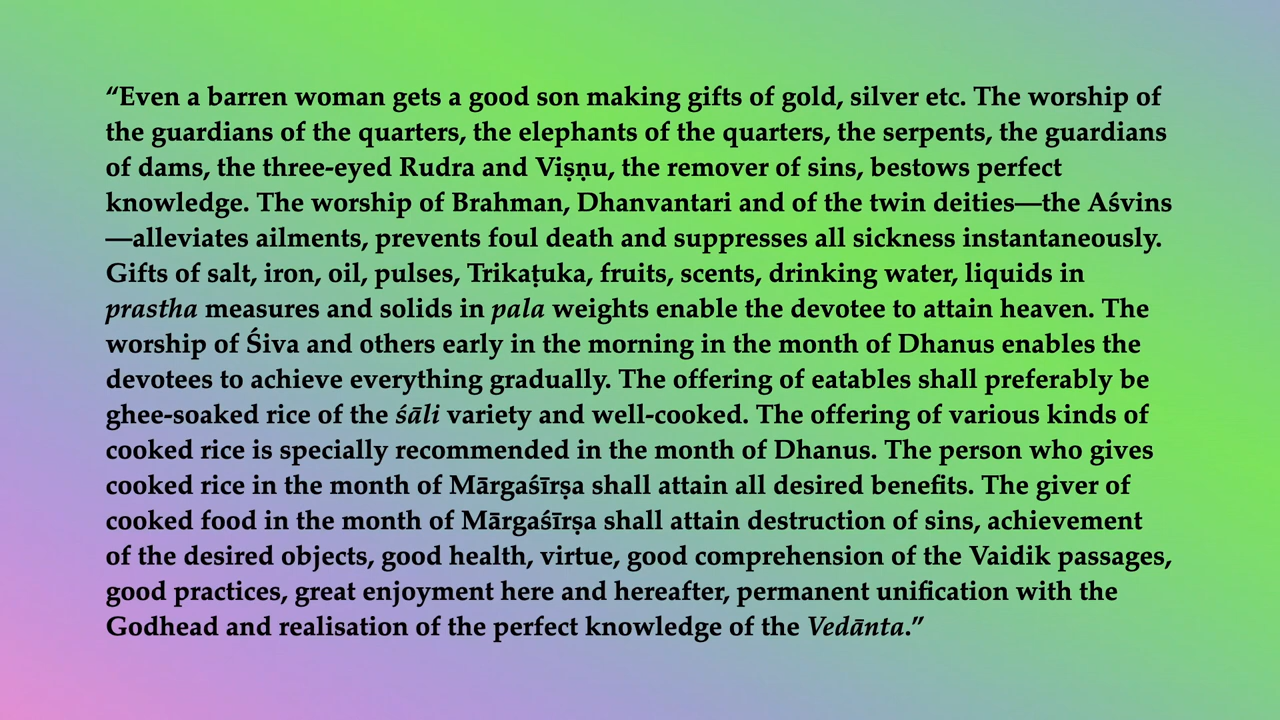 “Even a barren woman gets a good son making gifts of gold, silver etc. The worship of
the guardians of the quarters, the elephants of the quarters, the serpents, the guardians
of dams, the three-eyed Rudra and Viṣṇu, the remover of sins, bestows perfect
knowledge. The worship of Brahman, Dhanvantari and of the twin deities—the Aśvins
—alleviates ailments, prevents foul death and suppresses all sickness instantaneously.
Gifts of salt, iron, oil, pulses, Trikaṭuka, fruits, scents, drinking water, liquids in
prastha measures and solids in pala weights enable the devotee to attain heaven. The
worship of Śiva and others early in the morning in the month of Dhanus enables the
devotees to achieve everything gradually. The offering of eatables shall preferably be
ghee-soaked rice of the śāli variety and well-cooked. The offering of various kinds of
cooked rice is specially recommended in the month of Dhanus. The person who gives
cooked rice in the month of Mārgaśīrṣa shall attain all desired benefits. The giver of
cooked food in the month of Mārgaśīrṣa shall attain destruction of sins, achievement
of the desired objects, good health, virtue, good comprehension of the Vaidik passages,
good practices, great enjoyment here and hereafter, permanent unification with the
Godhead and realisation of the perfect knowledge of the Vedānta.”